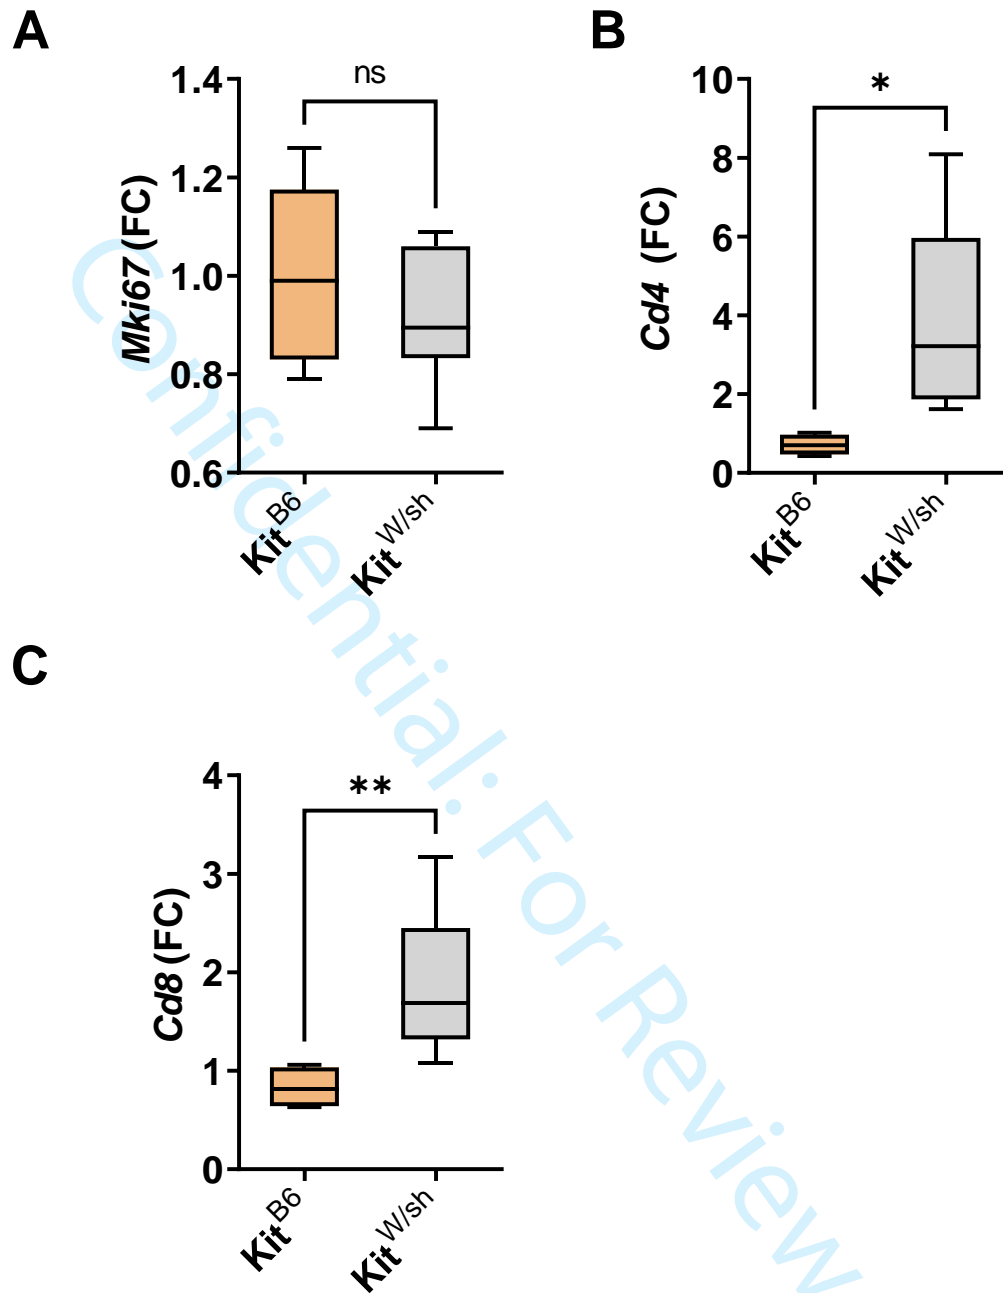 A
ns
1.4
1.2
1.0
0.8
0.6
Mki67 (FC)
Kit B6
Kit W/sh
B
*
10
8
6
4
2
0
Cd4 (FC)
Kit B6
Kit W/sh
C
**
4
3
2
1
0
Cd8 (FC)
Kit B6
Kit W/sh
Confidential: For Review